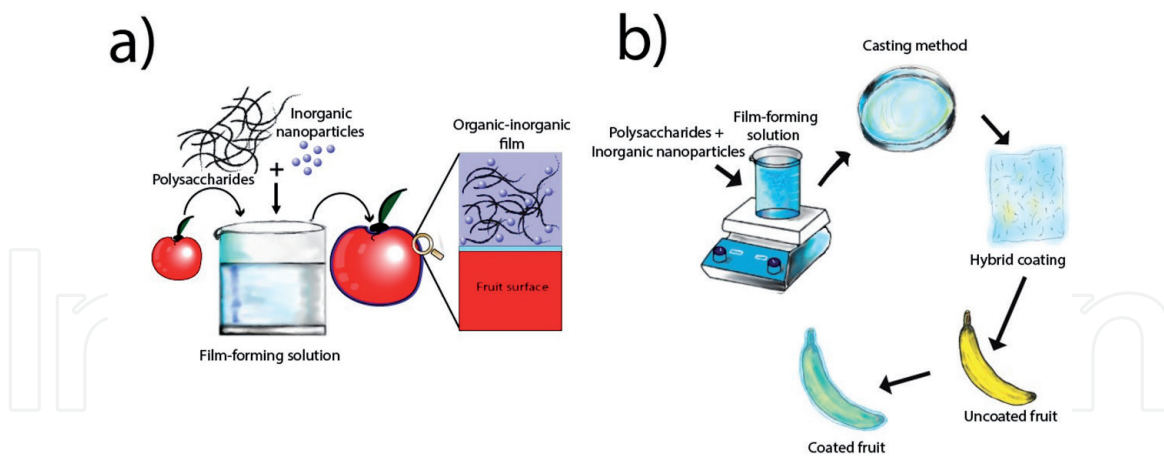 a)
Inorganic
nanoparticles
Polysaccharides
+
Organic-inorganic
film
Fruit surface
Film-forming solution
b)
Casting method
Film-forming
solution
Polysaccharides +
Inorganic nanoparticles
Hybrid coating
Uncoated fruit
Coated fruit